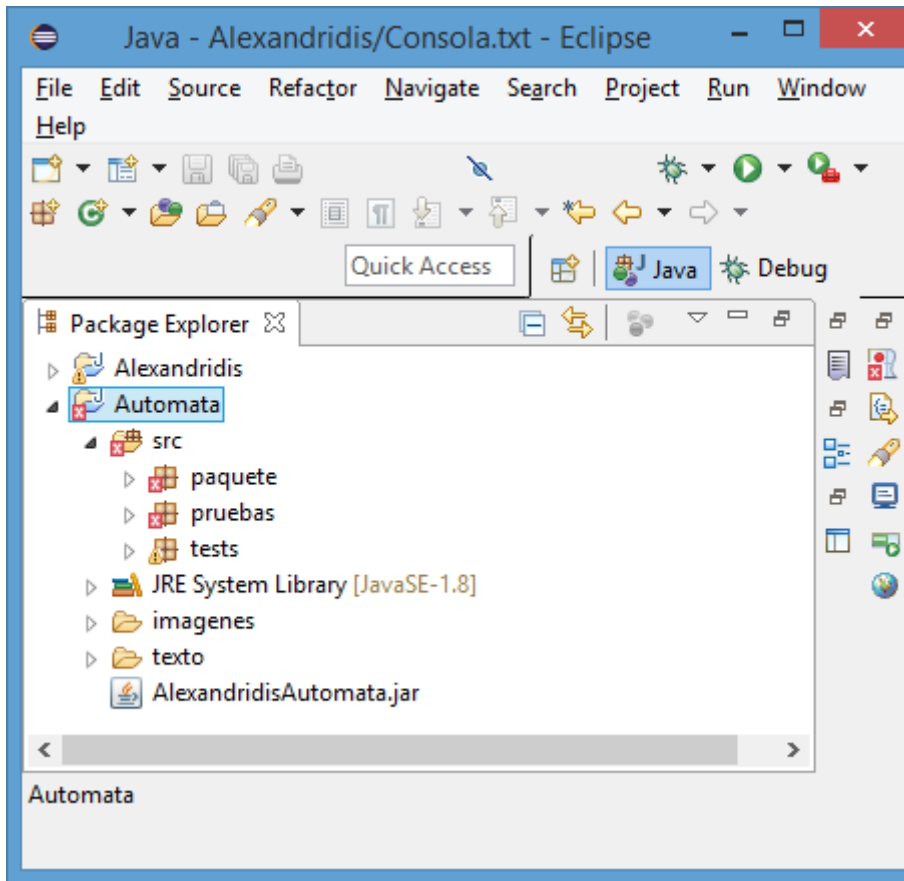 Java - Alexandridis/Consola.txt - Eclipse
File Edit Source Refactor Navigate Search Project Run Window
Help
Quick Access Java Debug
Package Explorer
Alexandridis
Automata
src
paquete
pruebas
tests
JRE System Library [JavaSE-1.8]
imagenes
texto
AlexandridisAutomata.jar
Automata